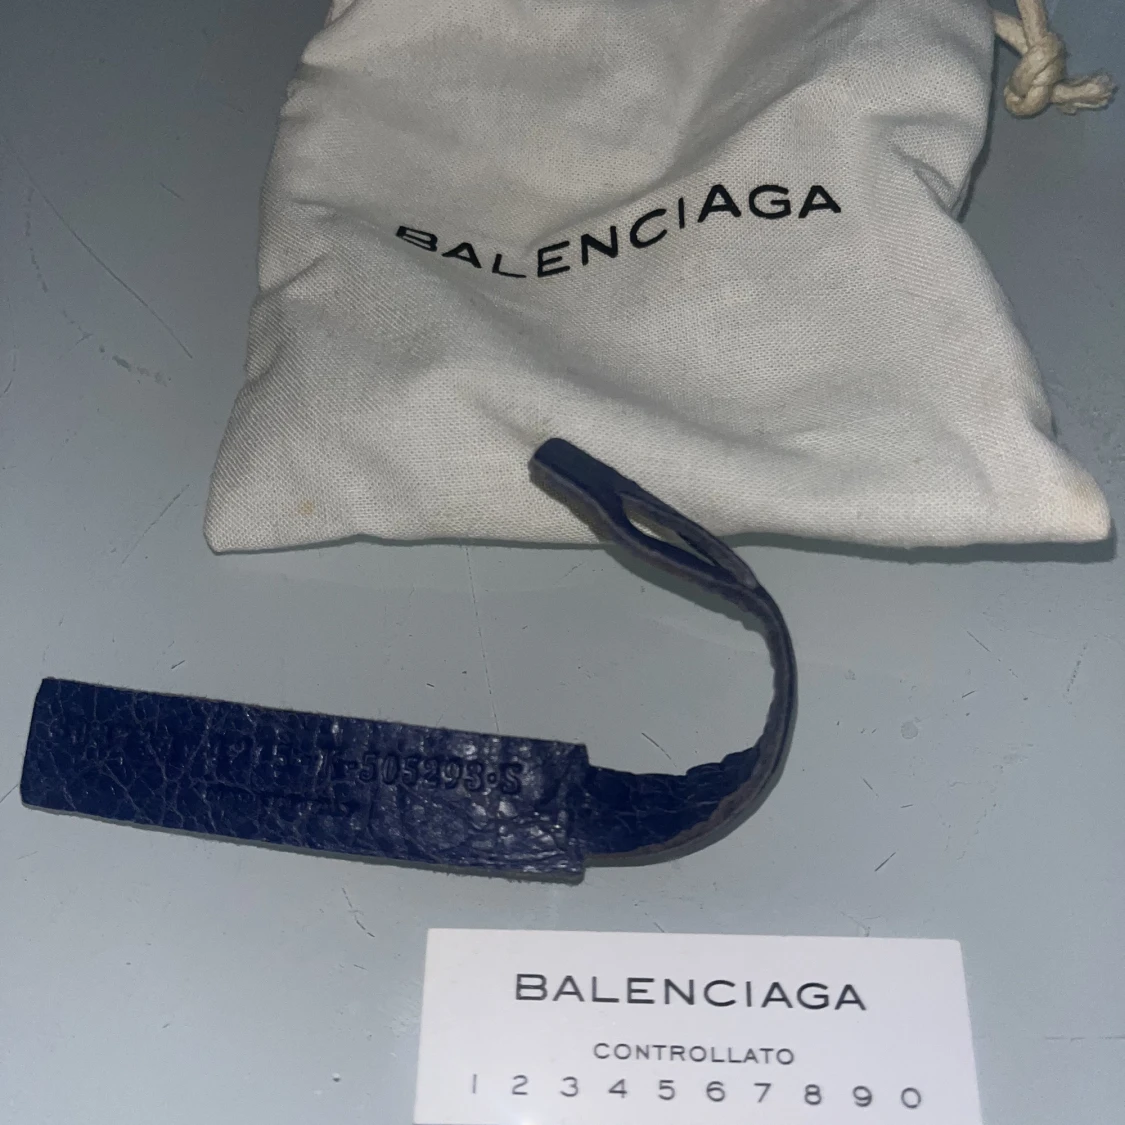 BALENCIAGA
505293•S
BALENCIAGA
CONTROLLATO
1 2 3 4 5 6 7 8 9 0